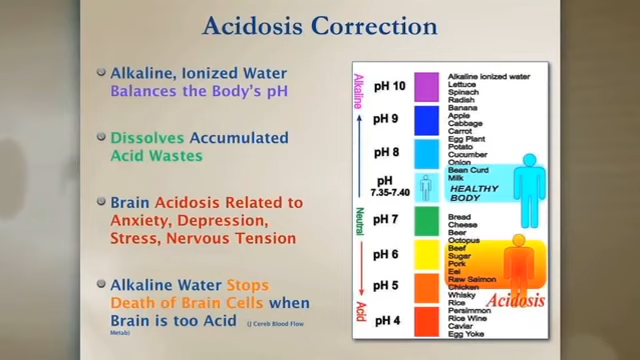 Acidosis Correction
Alkaline, Ionized Water
Balances the Body's pH
Dissolves Accumulated
Acid Wastes
Brain Acidosis Related to
Anxiety, Depression,
Stress, Nervous Tension
Alkaline Water Stops
Death of Brain Cells when
Brain is too Acid (J Cereb Blood Flow
Metab)
Alkaline
Neutral
Acid
pH 10
pH 9
pH 8
pH
7.35-7.40
pH 7
pH 6
pH 5
pH 4
Alkaline ionized water
Lettuce
Spinach
Radish
Banana
Apple
Cabbage
Carrot
Egg Plant
Potato
Cucumber
Onion
Bean Curd
Milk
HEALTHY
BODY
Bread
Cheese
Beer
Octopus
Beef
Sugar
Pork
Eel
Raw Salmon
Chicken
Whisky
Rice
Persimmon
Rice Wine
Caviar
Egg Yoke
Acidosis